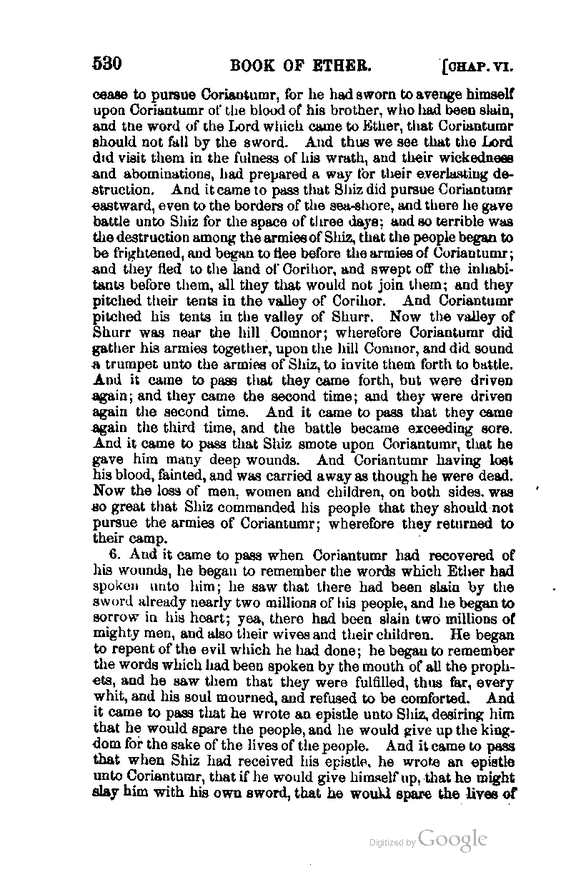 530 BOOK OF ETHER. [CHAP. VI.
cease to pursue Coriantumr, for he had sworn to avenge himself
upon Coriantumr of the blood of his brother, who had been slain,
and the word of the Lord which came to Ether, that Coriantumr
should not fall by the sword. And thus we see that the Lord
did visit them in the fulness of his wrath, and their wickedness
and abominations, had prepared a way for their everlasting de-
struction. And it came to pass that Shiz did pursue Coriantumr
eastward, even to the borders of the sea-shore, and there he gave
battle unto Shiz for the space of three days; and so terrible was
the destruction among the armies of Shiz, that the people began to
be frightened, and began to flee before the armies of Coriantumr;
and they fled to the land of Corihor, and swept off the inhabi-
tants before them, all they that would not join them; and they
pitched their tents in the valley of Corihor. And Coriantumr
pitched his tents in the valley of Shurr. Now the valley of
Shurr was near the hill Comnor; wherefore Coriantumr did
gather his armies together, upon the hill Comnor, and did sound
a trumpet unto the armies of Shiz, to invite them forth to battle.
And it came to pass that they came forth, but were driven
again; and they came the second time; and they were driven
again the second time. And it came to pass that they came
again the third time, and the battle became exceeding sore.
And it came to pass that Shiz smote upon Coriantumr, that he
gave him many deep wounds. And Coriantumr having lost
his blood, fainted, and was carried away as though he were dead.
Now the loss of men, women and children, on both sides, was
so great that Shiz commanded his people that they should not
pursue the armies of Coriantumr; wherefore they returned to
their camp.
6. And it came to pass when Coriantumr had recovered of
his wounds, he began to remember the words which Ether had
spoken unto him; he saw that there had been slain by the
sword already nearly two millions of his people, and he began to
sorrow in his heart; yea, there had been slain two millions of
mighty men, and also their wives and their children. He began
to repent of the evil which he had done; he began to remember
the words which had been spoken by the mouth of all the proph-
ets, and he saw them that they were fulfilled, thus far, every
whit, and his soul mourned, and refused to be comforted. And
it came to pass that he wrote an epistle unto Shiz, desiring him
that he would spare the people, and he would give up the king-
dom for the sake of the lives of the people. And it came to pass
that when Shiz had received his epistle, he wrote an epistle
unto Coriantumr, that if he would give himself up, that he might
slay him with his own sword, that he would spare the lives of
Digitized by Google